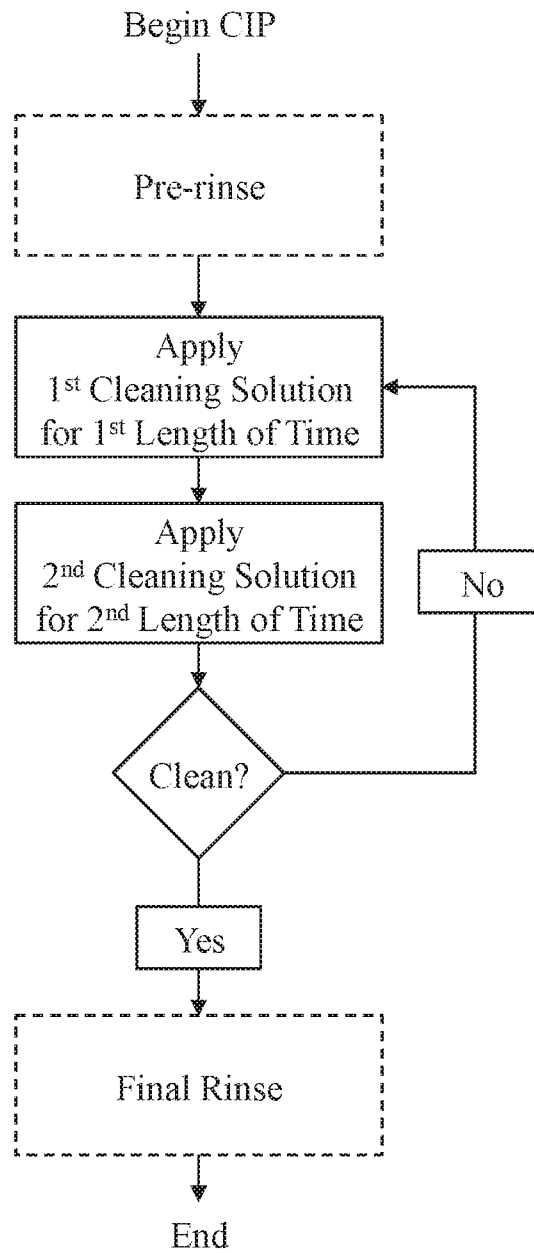 Begin CIP
Pre-rinse
Apply
1st Cleaning Solution
for 1st Length of Time
Apply
2nd Cleaning Solution
for 2nd Length of Time
No
Clean?
Yes
Final Rinse
End